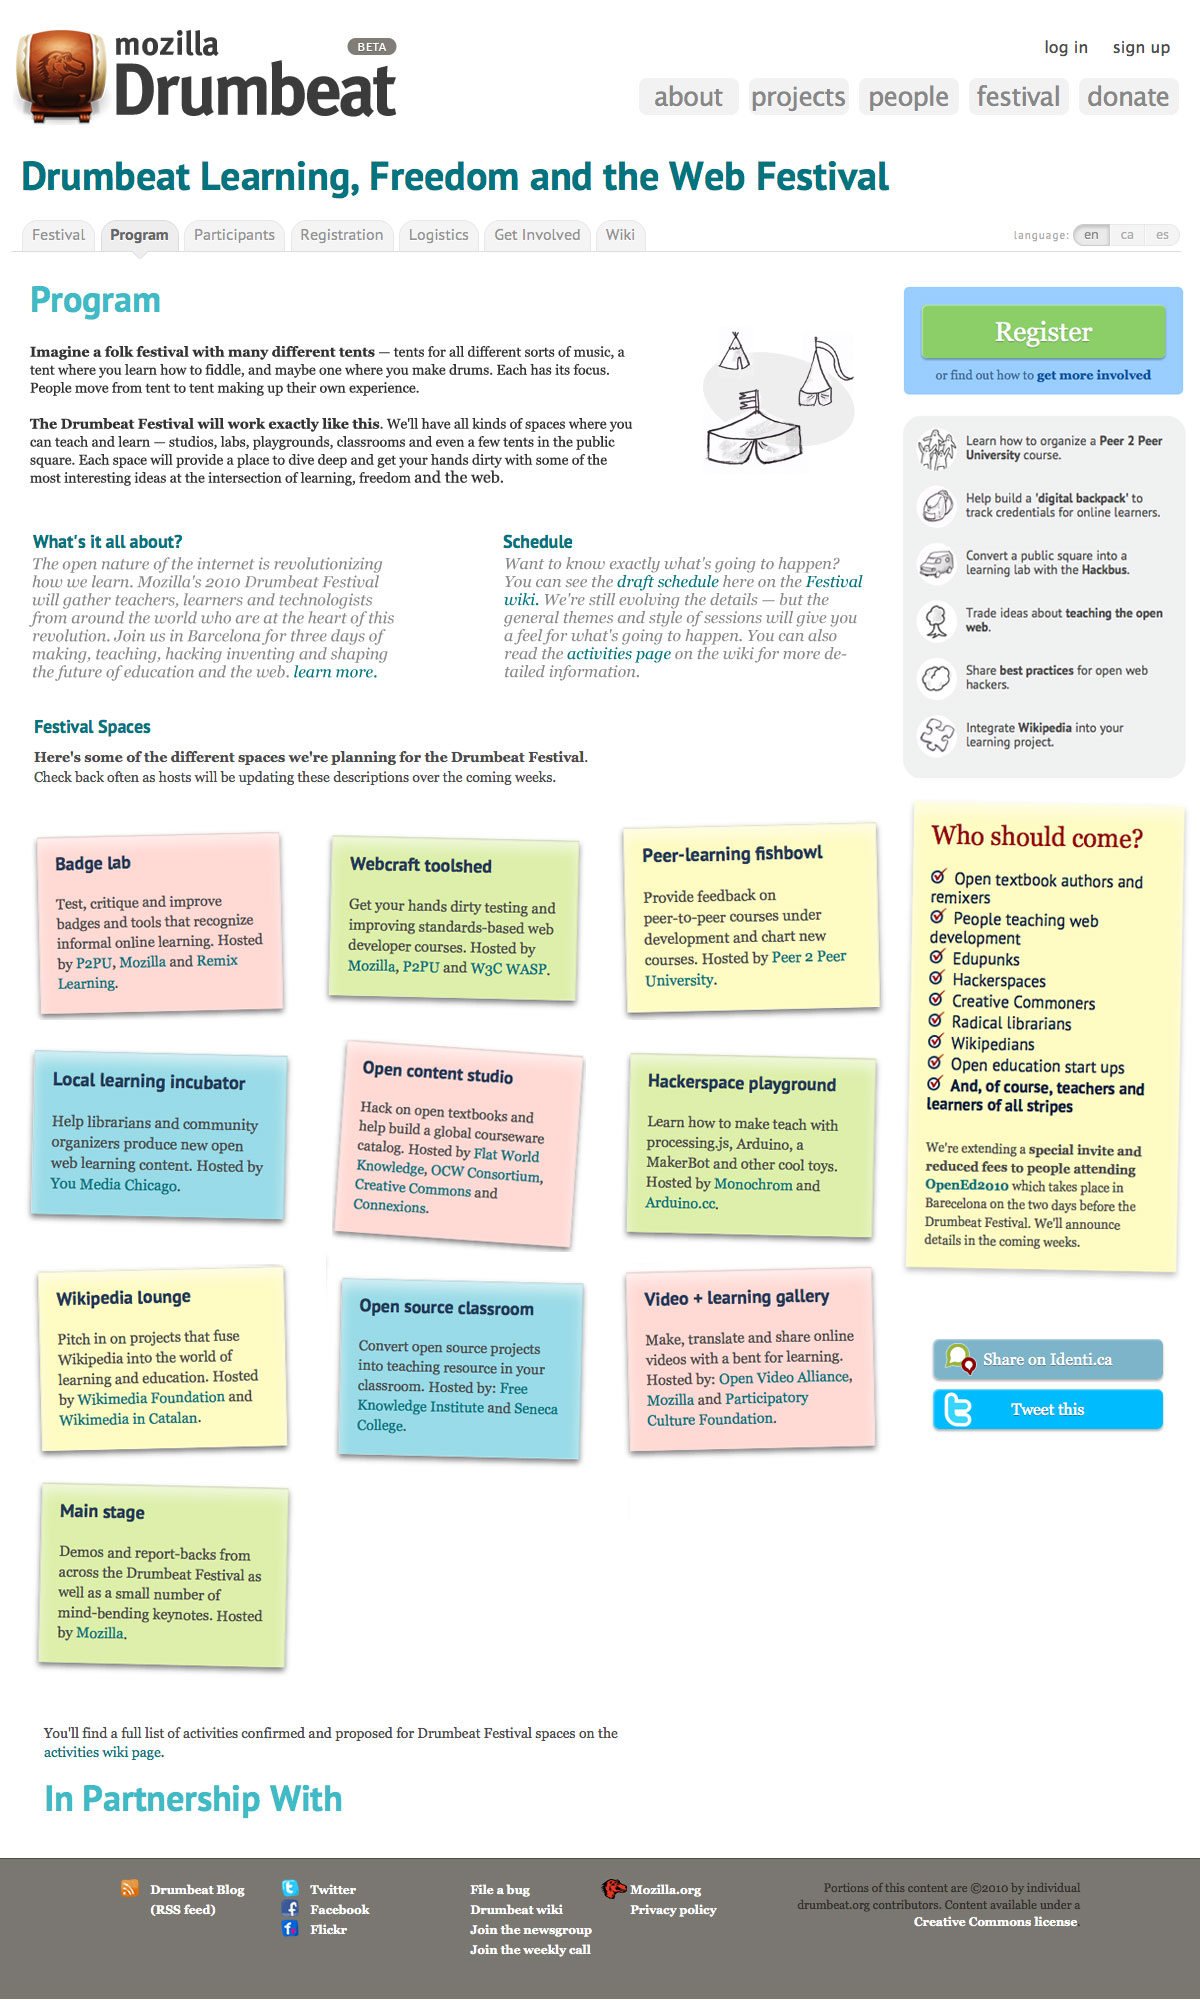 mozilla
BETA
Drumbeat
log in
sign up
about
projects
people
festival
donate
Drumbeat Learning, Freedom and the Web Festival
Festival
Program
Participants
Registration
Logistics
Get Involved
Wiki
language:
en
ca
es
Program
Imagine a folk festival with many different tents — tents for all different sorts of music, a
tent where you learn how to fiddle, and maybe one where you make drums. Each has its focus.
People move from tent to tent making up their own experience.
The Drumbeat Festival will work exactly like this. We'll have all kinds of spaces where you
can teach and learn — studios, labs, playgrounds, classrooms and even a few tents in the public
square. Each space will provide a place to dive deep and get your hands dirty with some of the
most interesting ideas at the intersection of learning, freedom and the web.
What's it all about?
The open nature of the internet is revolutionizing
how we learn. Mozilla's 2010 Drumbeat Festival
will gather teachers, learners and technologists
from around the world who are at the heart of this
revolution. Join us in Barcelona for three days of
making, teaching, hacking inventing and shaping
the future of education and the web. learn more.
Schedule
Want to know exactly what's going to happen?
You can see the draft schedule here on the Festival
wiki. We're still evolving the details — but the
general themes and style of sessions will give you
a feel for what's going to happen. You can also
read the activities page on the wiki for more de-
tailed information.
Festival Spaces
Here's some of the different spaces we're planning for the Drumbeat Festival.
Check back often as hosts will be updating these descriptions over the coming weeks.
Badge lab
Test, critique and improve
badges and tools that recognize
informal online learning. Hosted
by P2PU, Mozilla and Remix
Learning.
Webcraft toolshed
Get your hands dirty testing and
improving standards-based web
developer courses. Hosted by
Mozilla, P2PU and W3C WASP.
Peer-learning fishbowl
Provide feedback on
peer-to-peer courses under
development and chart new
courses. Hosted by Peer 2 Peer
University.
Local learning incubator
Help librarians and community
organizers produce new open
web learning content. Hosted by
You Media Chicago.
Open content studio
Hack on open textbooks and
help build a global courseware
catalog. Hosted by Flat World
Knowledge, OCW Consortium,
Creative Commons and
Connexions.
Hackerspace playground
Learn how to make teach with
processing.js, Arduino, a
MakerBot and other cool toys.
Hosted by Monochrom and
Arduino.cc.
Wikipedia lounge
Pitch in on projects that fuse
Wikipedia into the world of
learning and education. Hosted
by Wikimedia Foundation and
Wikimedia in Catalan.
Open source classroom
Convert open source projects
into teaching resource in your
classroom. Hosted by: Free
Knowledge Institute and Seneca
College.
Video + learning gallery
Make, translate and share online
videos with a bent for learning.
Hosted by: Open Video Alliance,
Mozilla and Participatory
Culture Foundation.
Main stage
Demos and report-backs from
across the Drumbeat Festival as
well as a small number of
mind-bending keynotes. Hosted
by Mozilla.
You'll find a full list of activities confirmed and proposed for Drumbeat Festival spaces on the
activities wiki page.
In Partnership With
Register
or find out how to get more involved
Learn how to organize a Peer 2 Peer
University course.
Help build a 'digital backpack' to
track credentials for online learners.
Convert a public square into a
learning lab with the Hackbus.
Trade ideas about teaching the open
web.
Share best practices for open web
hackers.
Integrate Wikipedia into your
learning project.
Who should come?
Open textbook authors and
remixers
People teaching web
development
Edupunks
Hackerspaces
Creative Commoners
Radical librarians
Wikipedians
Open education start ups
And, of course, teachers and
learners of all stripes
We're extending a special invite and
reduced fees to people attending
OpenEd2010 which takes place in
Barecelona on the two days before the
Drumbeat Festival. We'll announce
details in the coming weeks.
Share on Identi.ca
Tweet this
Drumbeat Blog
(RSS feed)
Twitter
Facebook
Flickr
File a bug
Drumbeat wiki
Join the newsgroup
Join the weekly call
Mozilla.org
Privacy policy
Portions of this content are ©2010 by individual
drumbeat.org contributors. Content available under a
Creative Commons license.